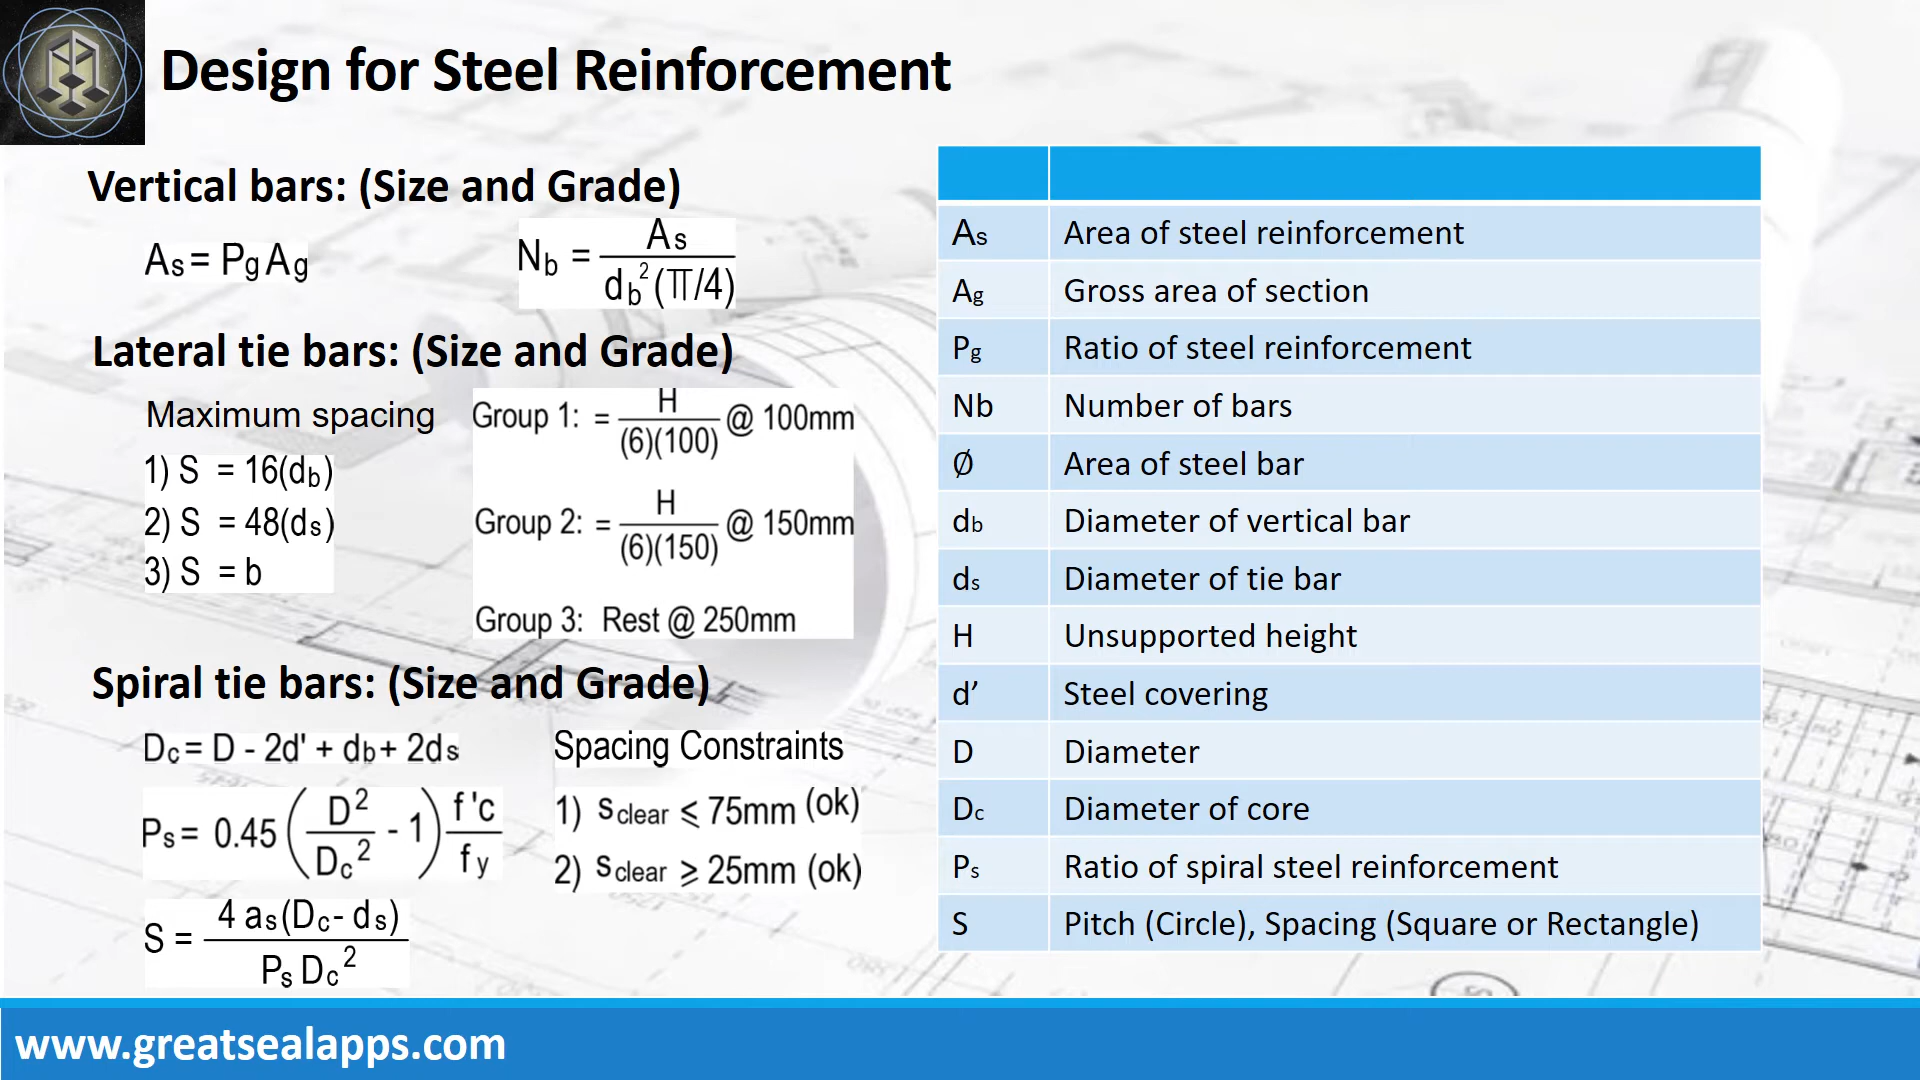 Design for Steel Reinforcement
Vertical bars: (Size and Grade)
As = Pg Ag
Nb = As / db² (π/4)
Lateral tie bars: (Size and Grade)
Maximum spacing
1) S = 16(db)
2) S = 48(ds)
3) S = b
Group 1: = H / (6)(100) @ 100mm
Group 2: = H / (6)(150) @ 150mm
Group 3: Rest @ 250mm
Spiral tie bars: (Size and Grade)
Dc = D - 2d' + db + 2ds
Ps = 0.45 (D² / Dc² - 1) f'c / fy
S = 4 as(Dc - ds) / Ps Dc²
Spacing Constraints
1) sclear ⩽ 75mm (ok)
2) sclear ⩾ 25mm (ok)
As Area of steel reinforcement
Ag Gross area of section
Pg Ratio of steel reinforcement
Nb Number of bars
Ø Area of steel bar
db Diameter of vertical bar
ds Diameter of tie bar
H Unsupported height
d’ Steel covering
D Diameter
Dc Diameter of core
Ps Ratio of spiral steel reinforcement
S Pitch (Circle), Spacing (Square or Rectangle)
www.greatsealapps.com